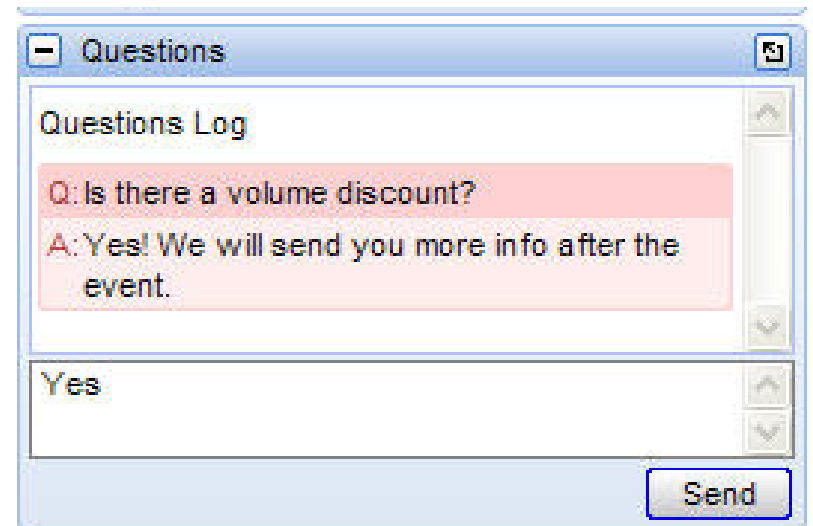 Questions
Questions Log
Q: Is there a volume discount?
A: Yes! We will send you more info after the
event.
Yes
Send